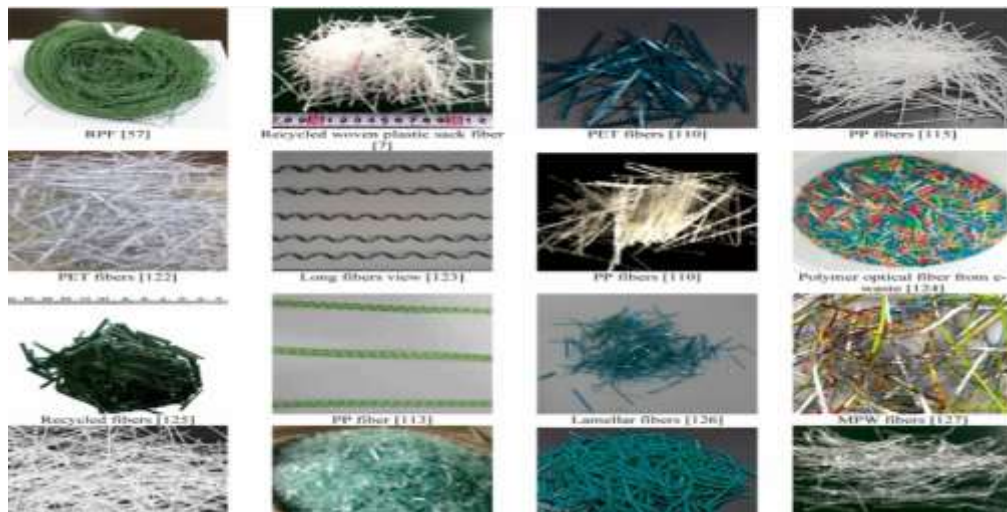 RPF [57]
Recycled woven plastic sack fiber
[7]
PET fibers [110]
PP fibers [115]
PET fibers [122]
Long fibers view [123]
PP fibers [110]
Polymer optical fiber from e-
waste [124]
Recycled fibers [125]
PP fiber [113]
Lamellar fibers [126]
MPW fibers [127]